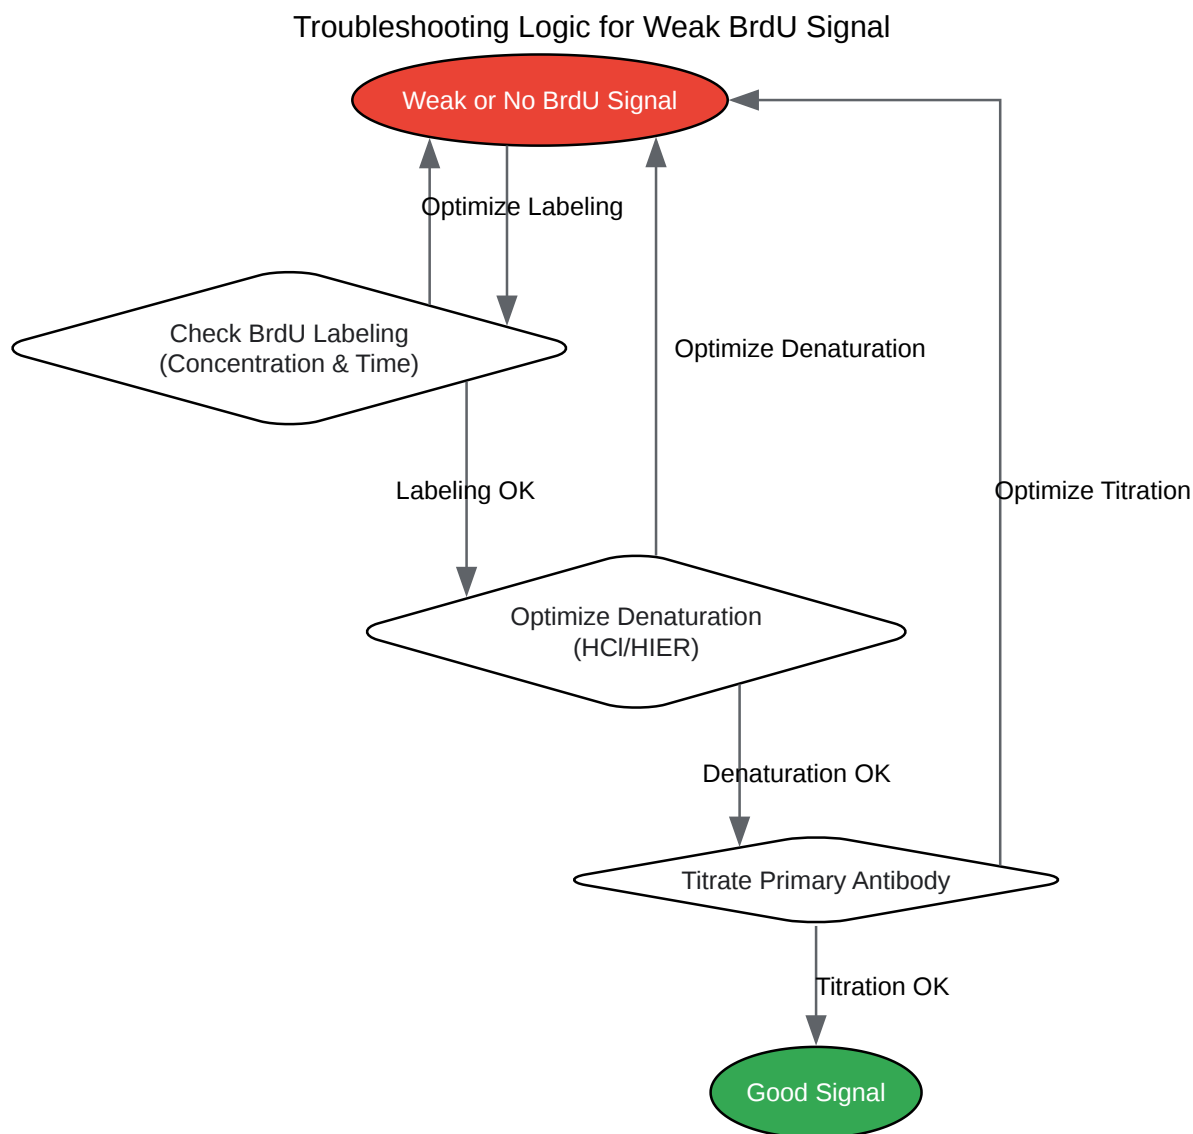 Troubleshooting Logic for Weak BrdU Signal
Weak or No BrdU Signal
Optimize Labeling
Check BrdU Labeling
(Concentration & Time)
Optimize Denaturation
Labeling OK
Optimize Titration
Optimize Denaturation
(HCl/HIER)
Denaturation OK
Titrate Primary Antibody
Titration OK
Good Signal